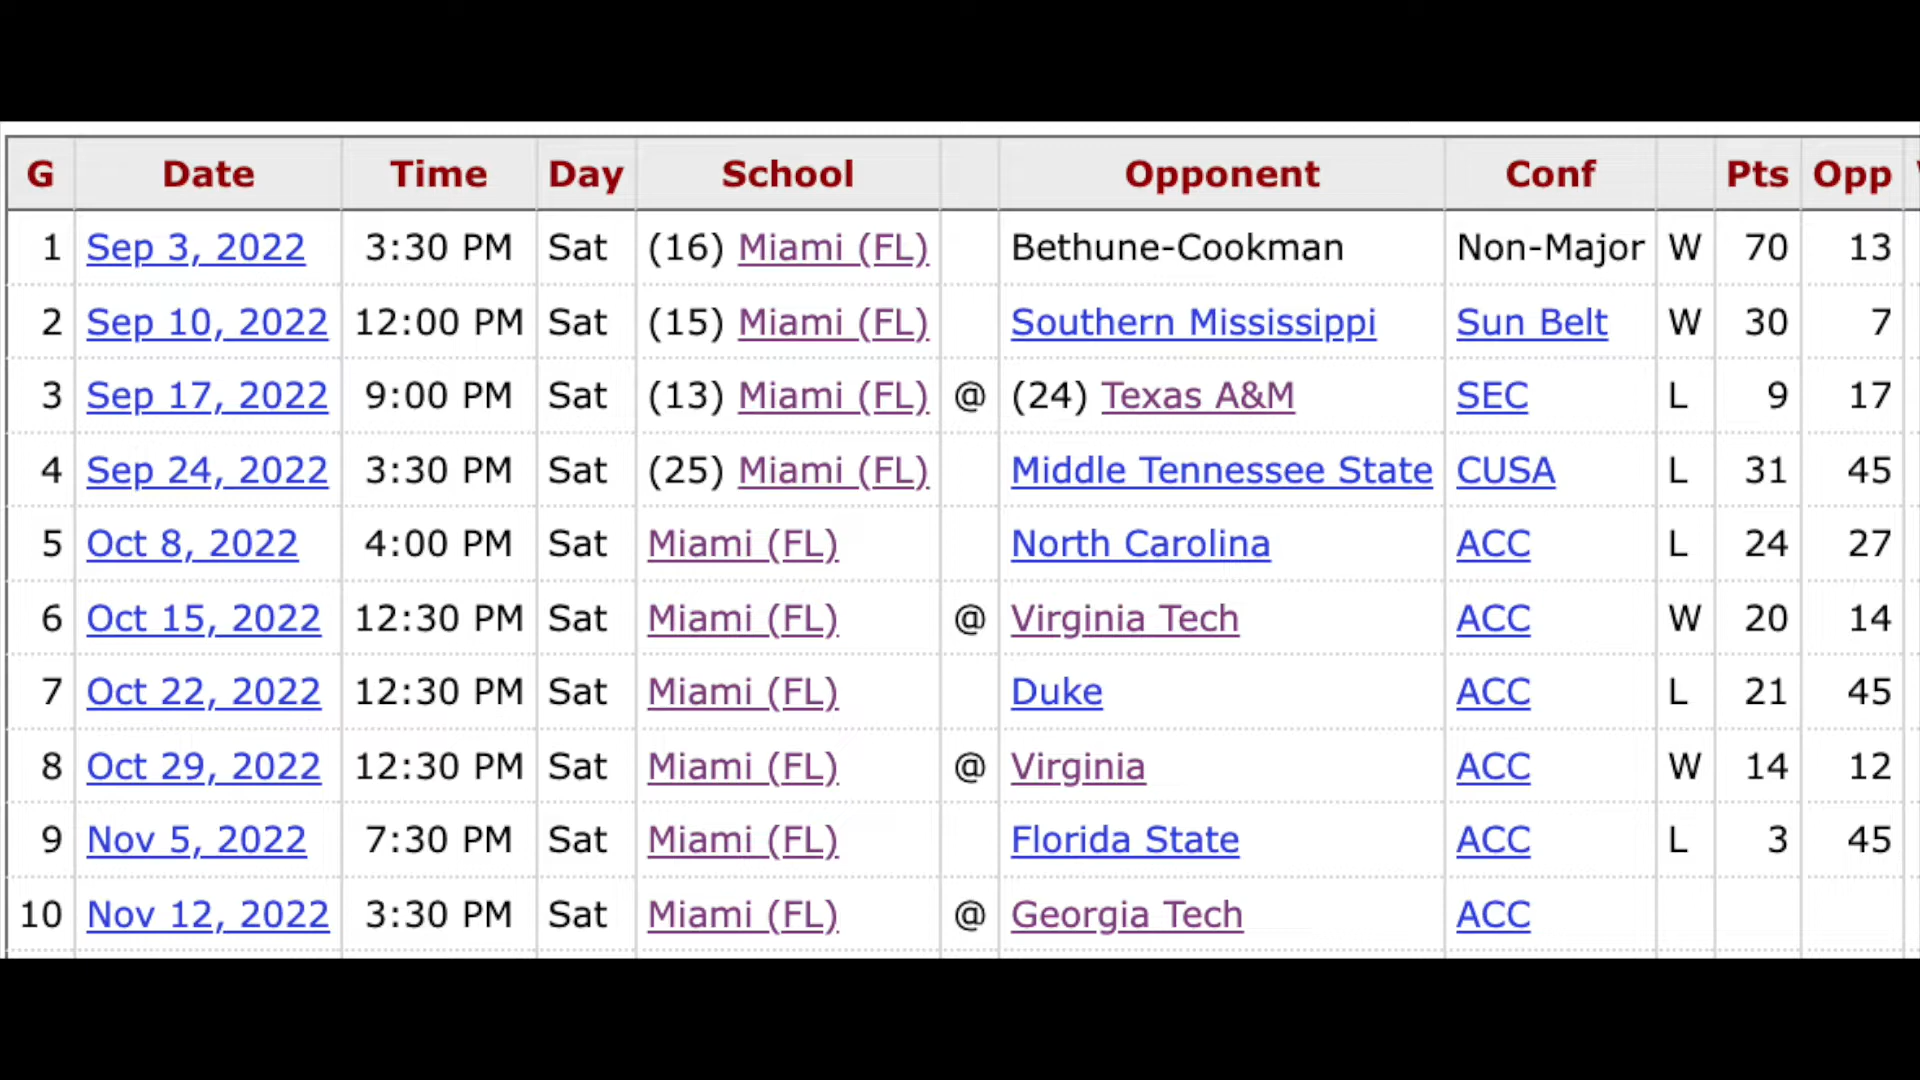 G Date Time Day School Opponent Conf Pts Opp
1 Sep 3, 2022 3:30 PM Sat (16) Miami (FL) Bethune-Cookman Non-Major W 70 13
2 Sep 10, 2022 12:00 PM Sat (15) Miami (FL) Southern Mississippi Sun Belt W 30 7
3 Sep 17, 2022 9:00 PM Sat (13) Miami (FL) @ (24) Texas A&M SEC L 9 17
4 Sep 24, 2022 3:30 PM Sat (25) Miami (FL) Middle Tennessee State CUSA L 31 45
5 Oct 8, 2022 4:00 PM Sat Miami (FL) North Carolina ACC L 24 27
6 Oct 15, 2022 12:30 PM Sat Miami (FL) @ Virginia Tech ACC W 20 14
7 Oct 22, 2022 12:30 PM Sat Miami (FL) Duke ACC L 21 45
8 Oct 29, 2022 12:30 PM Sat Miami (FL) @ Virginia ACC W 14 12
9 Nov 5, 2022 7:30 PM Sat Miami (FL) Florida State ACC L 3 45
10 Nov 12, 2022 3:30 PM Sat Miami (FL) @ Georgia Tech ACC